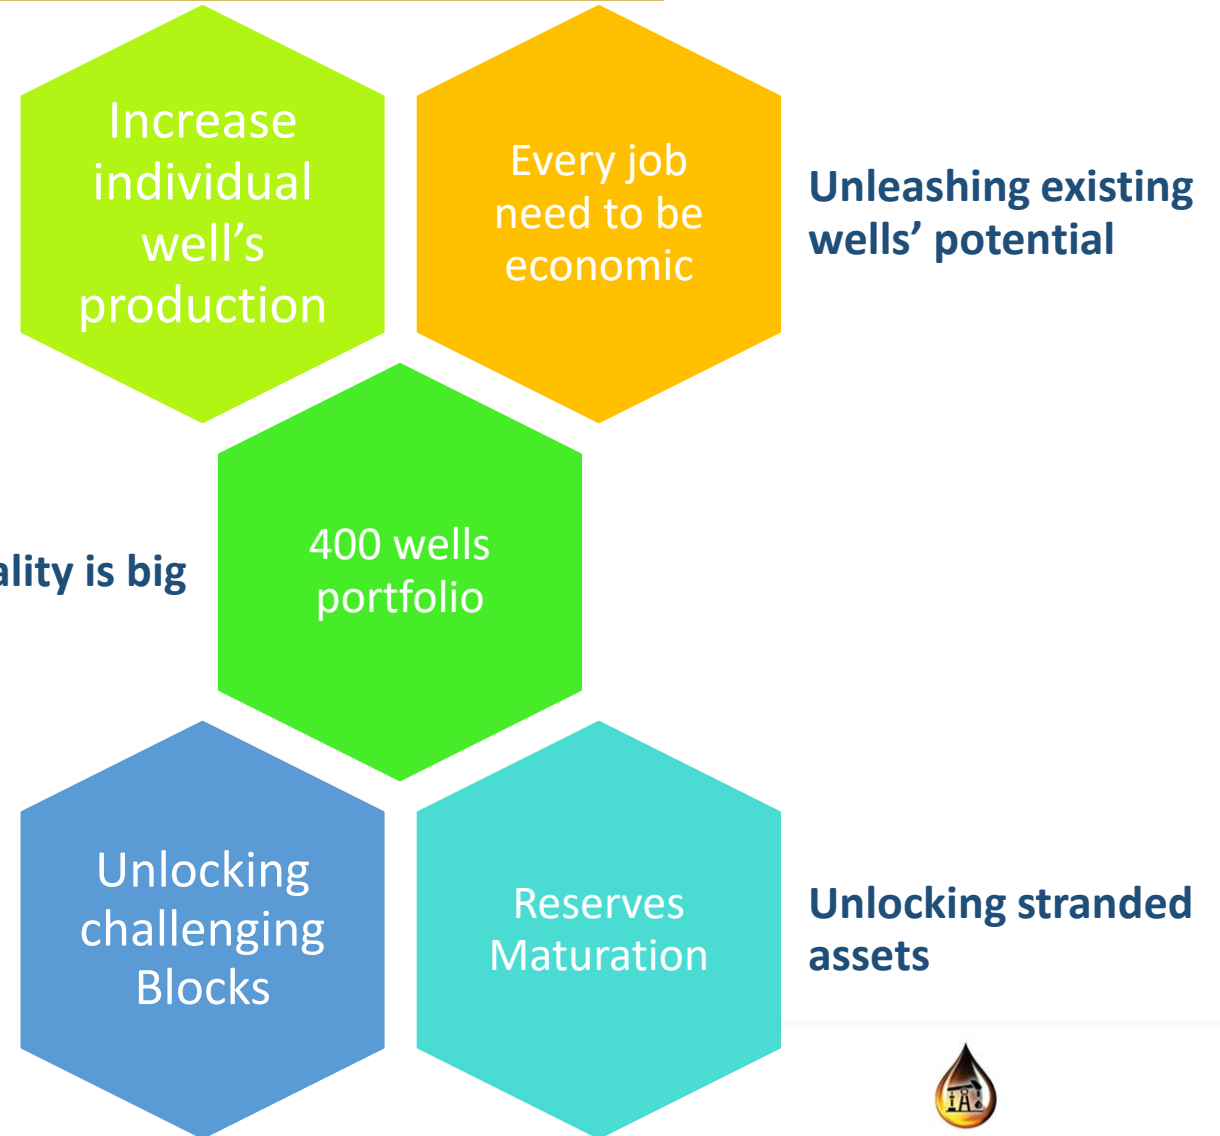 Increase
individual
well’s
production
Every job
need to be
economic
Unleashing existing
wells’ potential
is big
400 wells
portfolio
Unlocking
challenging
Blocks
Reserves
Maturation
Unlocking stranded
assets